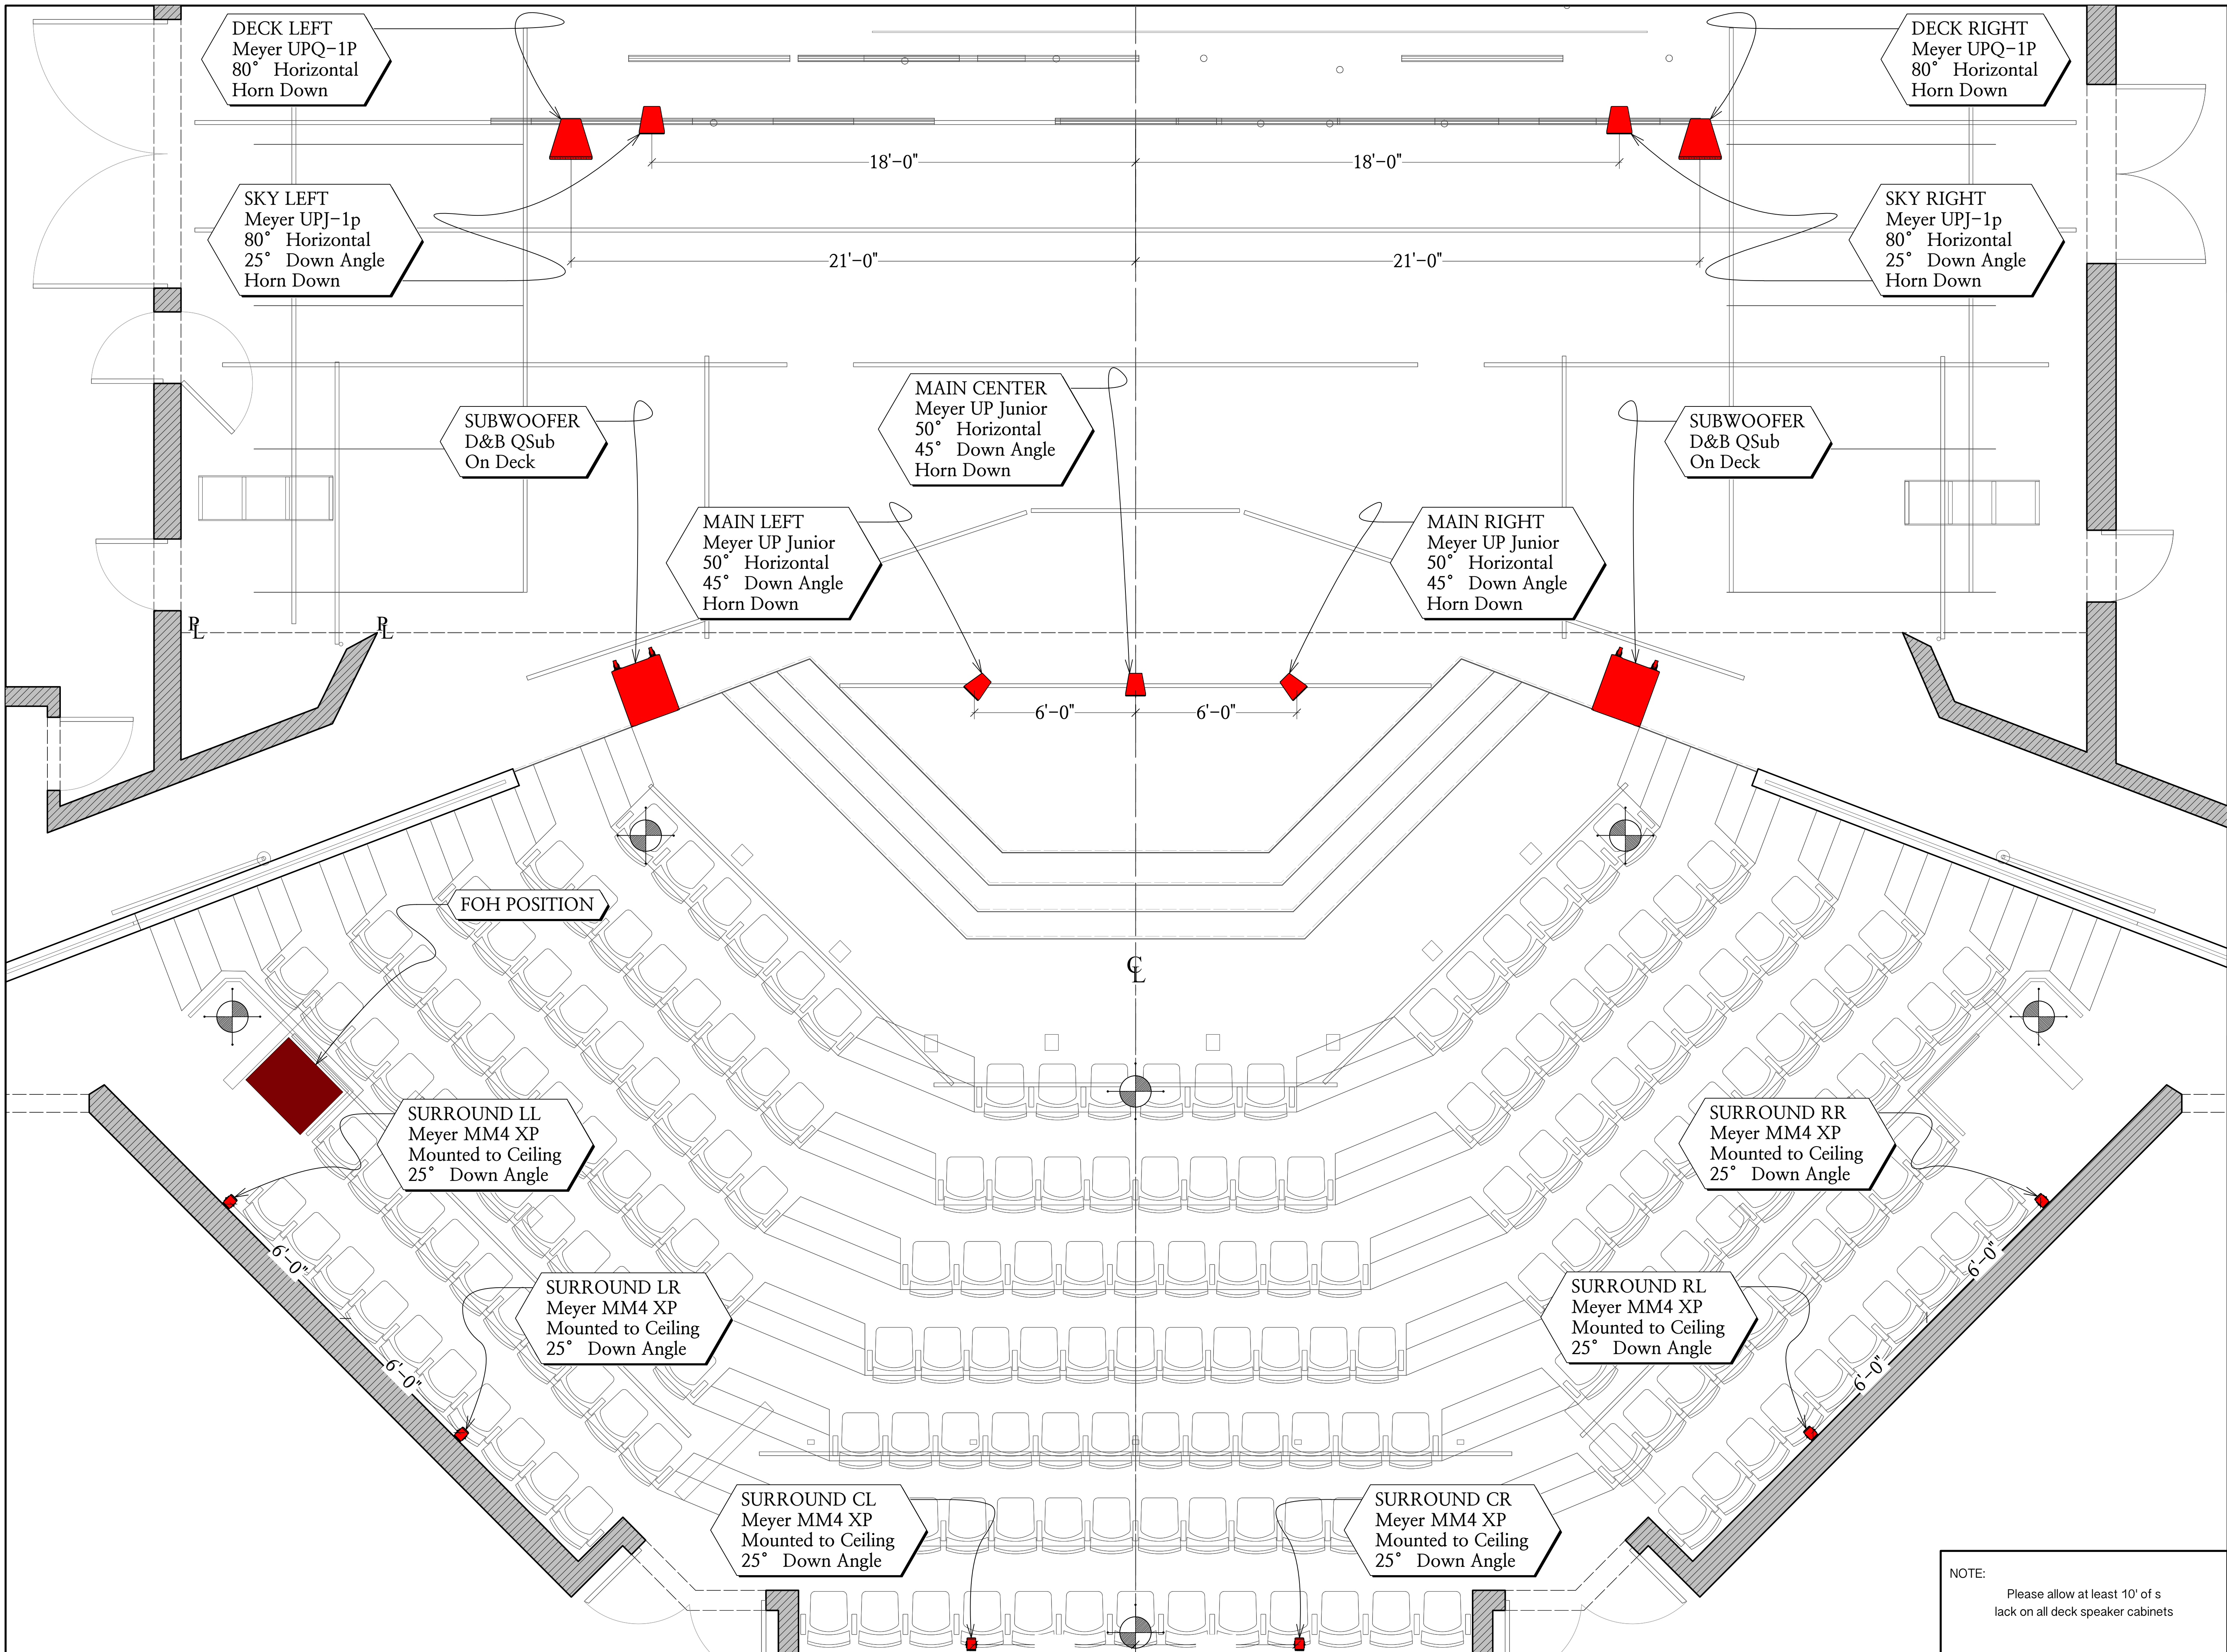 DECK LEFT
Meyer UPQ-1P
80° Horizontal
Horn Down
DECK RIGHT
Meyer UPQ-1P
80° Horizontal
Horn Down
18'-0"
18'-0"
SKY LEFT
Meyer UPJ-1p
80° Horizontal
25° Down Angle
Horn Down
SKY RIGHT
Meyer UPJ-1p
80° Horizontal
25° Down Angle
Horn Down
21'-0"
21'-0"
SUBWOOFER
D&B QSub
On Deck
MAIN CENTER
Meyer UP Junior
50° Horizontal
45° Down Angle
Horn Down
SUBWOOFER
D&B QSub
On Deck
MAIN LEFT
Meyer UP Junior
50° Horizontal
45° Down Angle
Horn Down
MAIN RIGHT
Meyer UP Junior
50° Horizontal
45° Down Angle
Horn Down
PL
PL
6'-0"
6'-0"
FOH POSITION
CL
SURROUND LL
Meyer MM4 XP
Mounted to Ceiling
25° Down Angle
SURROUND RR
Meyer MM4 XP
Mounted to Ceiling
25° Down Angle
6'-0"
6'-0"
SURROUND LR
Meyer MM4 XP
Mounted to Ceiling
25° Down Angle
SURROUND RL
Meyer MM4 XP
Mounted to Ceiling
25° Down Angle
6'-0"
6'-0"
SURROUND CL
Meyer MM4 XP
Mounted to Ceiling
25° Down Angle
SURROUND CR
Meyer MM4 XP
Mounted to Ceiling
25° Down Angle
NOTE:
Please allow at least 10' of s
lack on all deck speaker cabinets